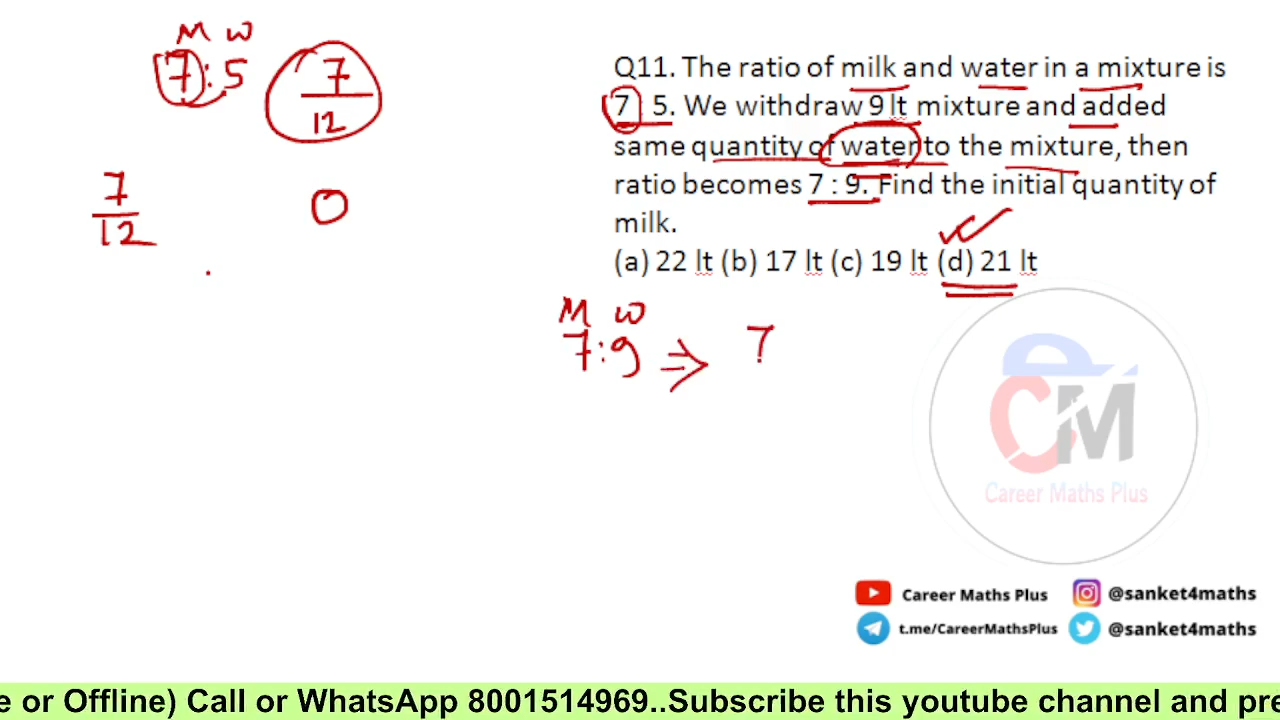 M W
7:5
7
12
Q11. The ratio of milk and water in a mixture is
7 : 5. We withdraw 9 lt mixture and added
same quantity of water to the mixture, then
ratio becomes 7 : 9. Find the initial quantity of
milk.
(a) 22 lt (b) 17 lt (c) 19 lt (d) 21 lt
7
12
0
M W
7:9 ⇒ 7
CM
Career Maths Plus
Career Maths Plus @sanket4maths
t.me/CareerMathsPlus @sanket4maths
e or Offline) Call or WhatsApp 8001514969..Subscribe this youtube channel and pre